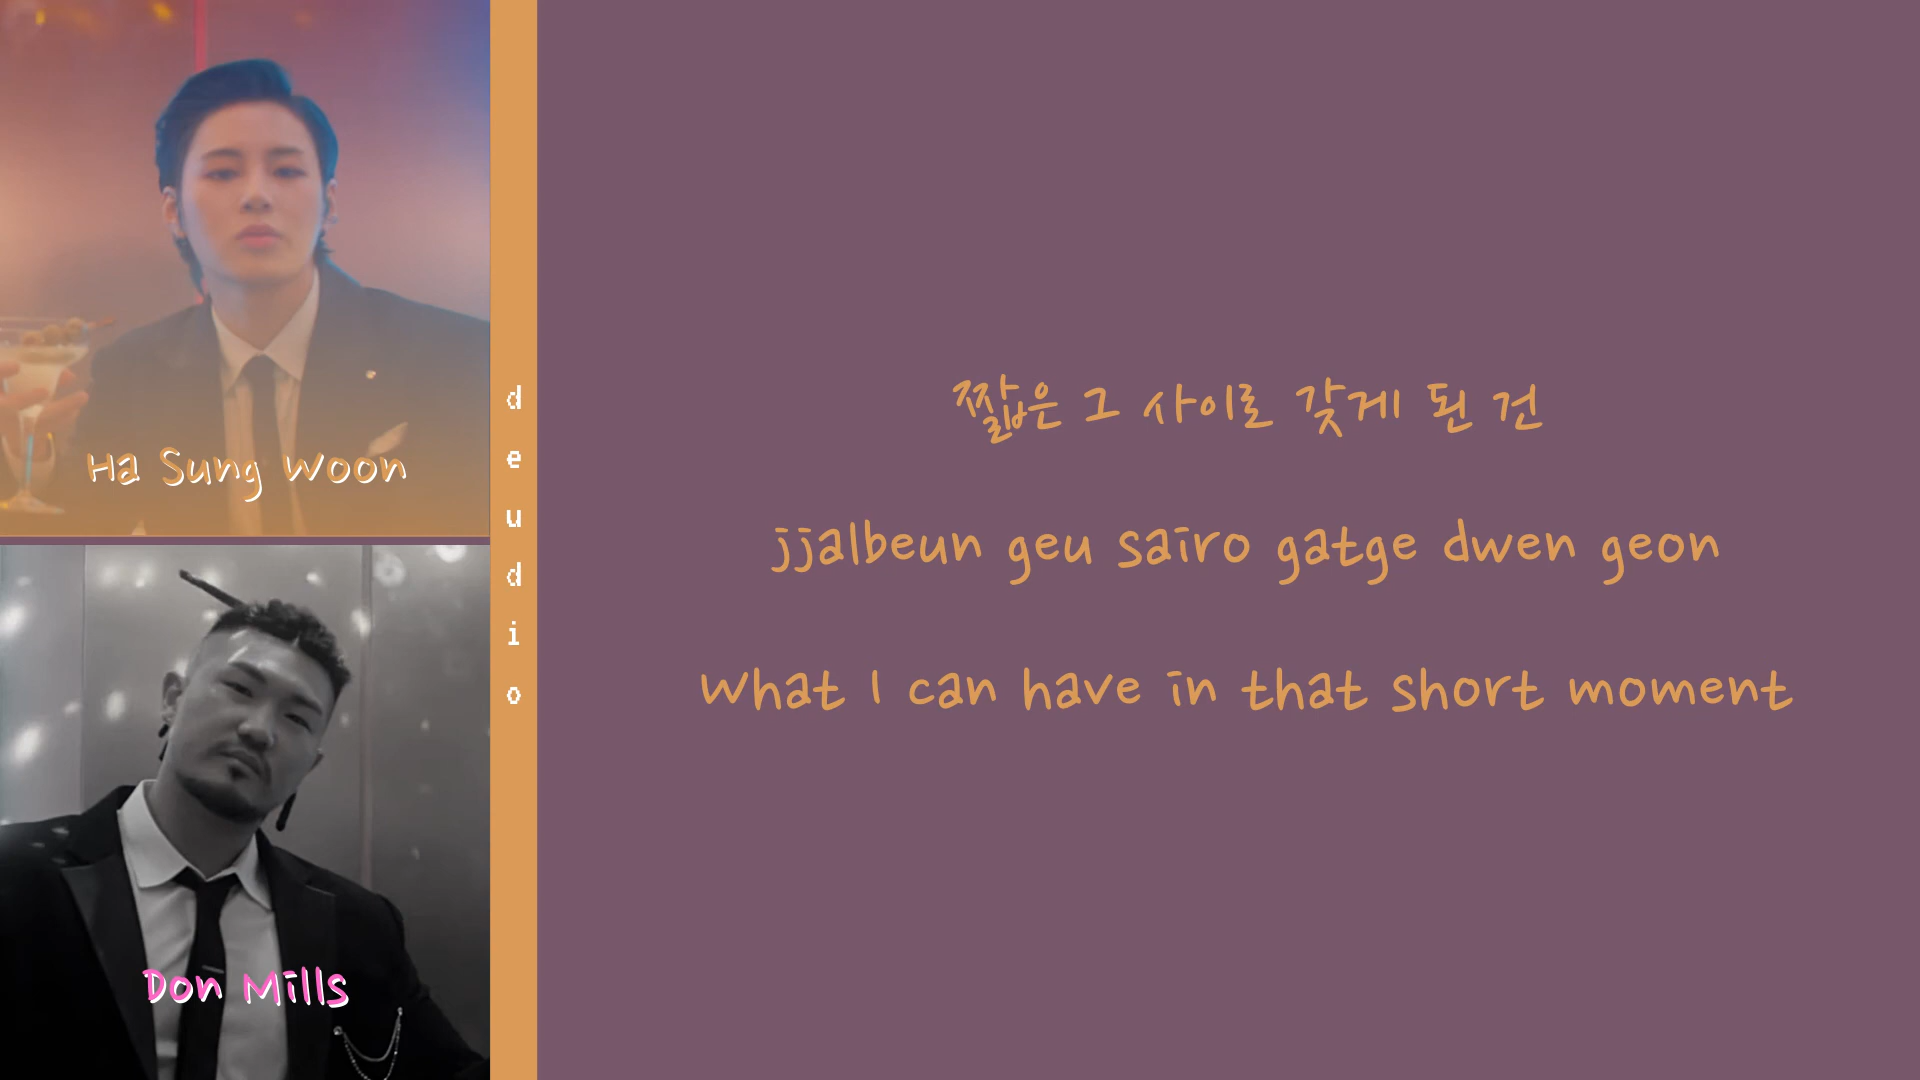 Ha Sung Woon
Don Mills
deudio
짧은 그 사이로 갖게 된 건
jjalbeun geu sairo gatge dwen geon
what I can have in that short moment